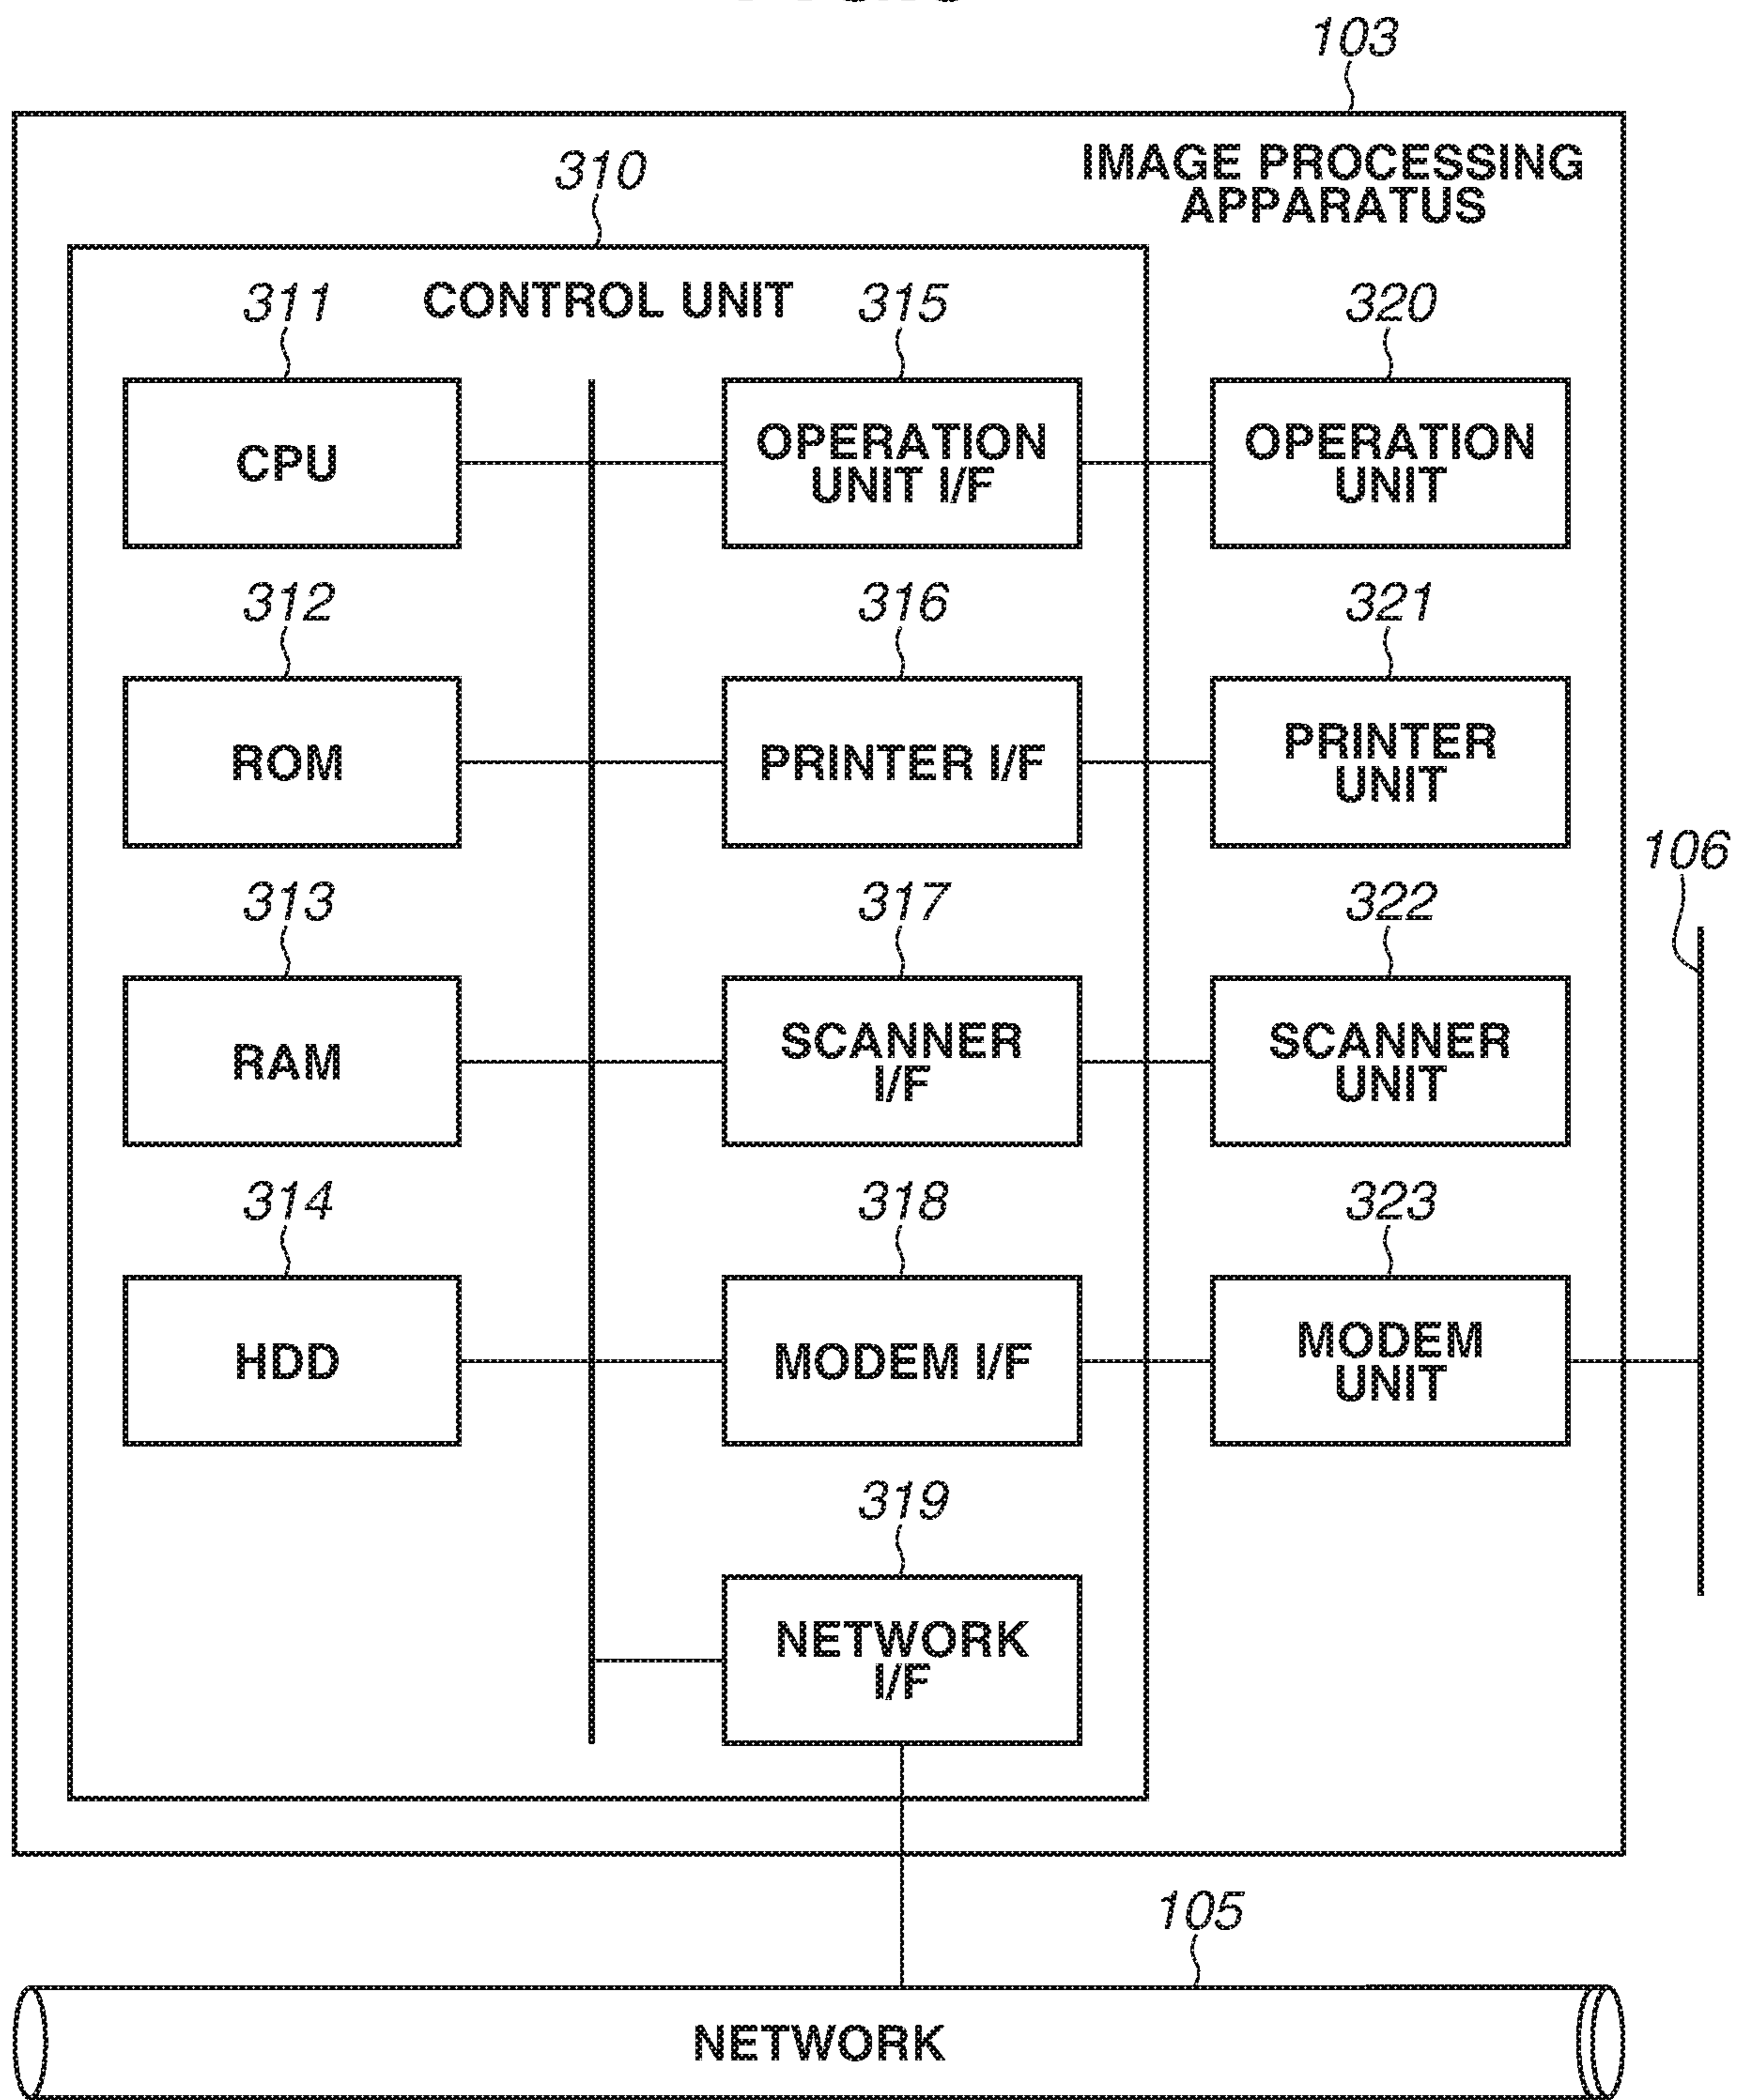 103
IMAGE PROCESSING
APPARATUS
310
CONTROL UNIT
311
315
320
CPU
OPERATION
UNIT I/F
OPERATION
UNIT
312
316
321
ROM
PRINTER I/F
PRINTER
UNIT
106
313
317
322
RAM
SCANNER
I/F
SCANNER
UNIT
314
318
323
HDD
MODEM I/F
MODEM
UNIT
319
NETWORK
I/F
105
NETWORK